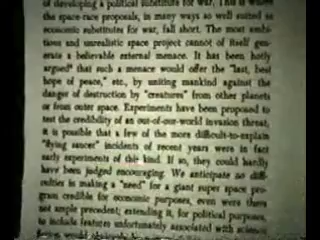 of developing a political substitute for war. This is where
the space-race proposals, in many ways so well suited as
economic substitutes for war, fall short. The most ambi-
tious and unrealistic space project cannot of itself gen-
erate a believable external menace. It has been hotly
argued that such a menace would offer the "last, best
hope of peace," etc., by uniting mankind against the
danger of destruction by "creatures" from other planets
or from outer space. Experiments have been proposed to
test the credibility of an out-of-our-world invasion threat;
it is possible that a few of the more difficult-to-explain
"flying saucer" incidents of recent years were in fact
early experiments of this kind. If so, they could hardly
have been judged encouraging. We anticipate no diffi-
culties in making a "need" for a giant super space pro-
gram credible for economic purposes, even were there
not ample precedent; extending it, for political purposes,
to include features unfortunately associated with science